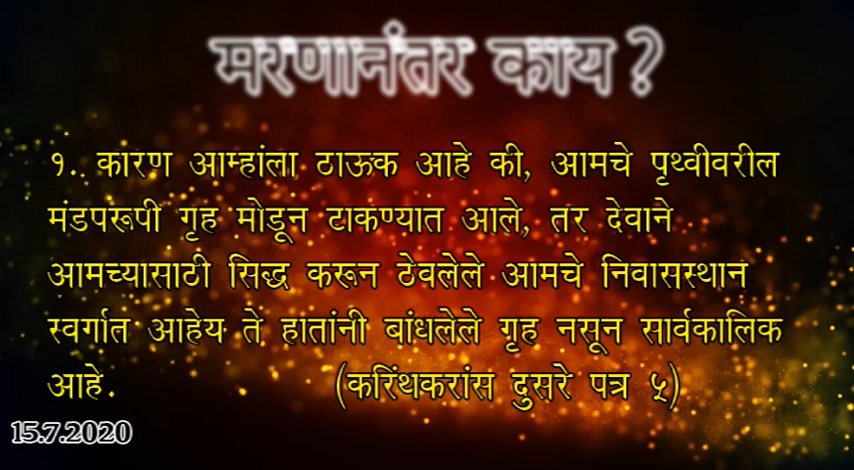 मरणानंतर काय ?
१. कारण आम्हांला ठाऊक आहे की, आमचे पृथ्वीवरील
मंडपरूपी गृह मोडून टाकण्यात आले, तर देवाने
आमच्यासाठी सिद्ध करून ठेवलेले आमचे निवासस्थान
स्वर्गात आहेय ते हातांनी बांधलेले गृह नसून सार्वकालिक
आहे. (करिंथकरांस दुसरे पत्र ५)
15.7.2020